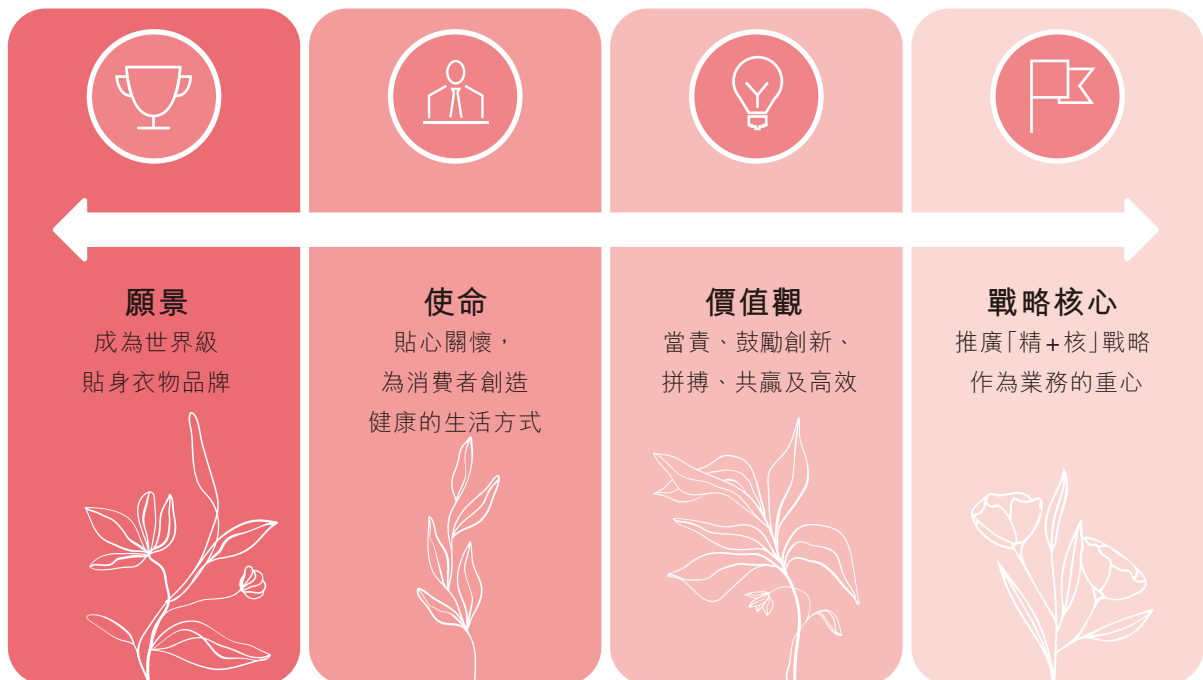 願景
成為世界級
貼身衣物品牌
使命
貼心關懷，
為消費者創造
健康的生活方式
價值觀
當責、鼓勵創新、
拼搏、共贏及高效
戰略核心
推廣「精+核」戰略
作為業務的重心